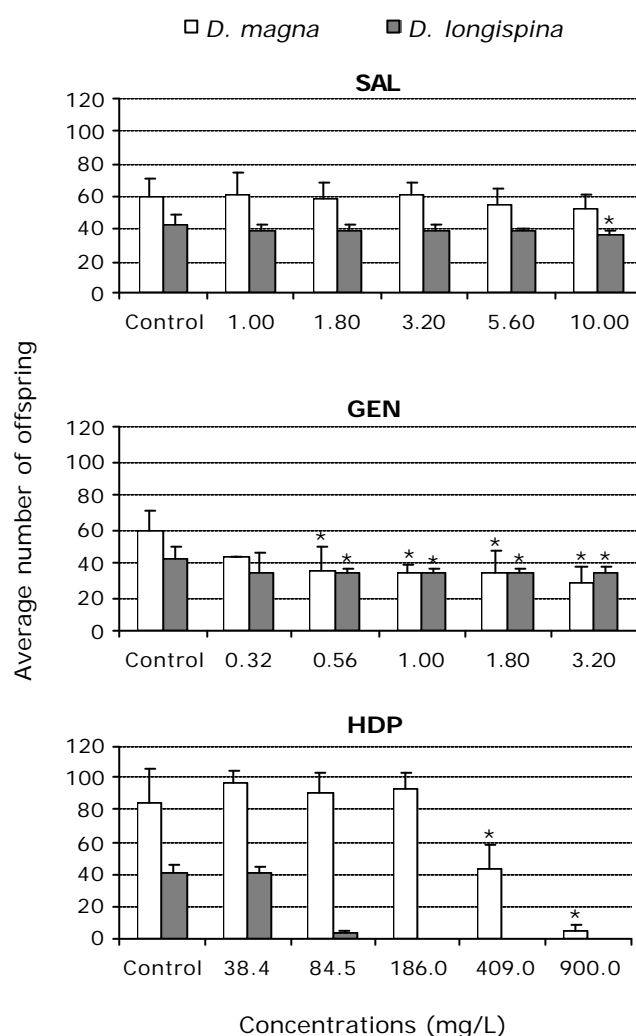 D. magna D. longispina
SAL
120
100
80
60
40
20
0
*
Control 1.00 1.80 3.20 5.60 10.00
Average number of offspring
GEN
120
100
80
60
40
20
0
* * * * * * * *
Control 0.32 0.56 1.00 1.80 3.20
HDP
120
100
80
60
40
20
0
*
*
Control 38.4 84.5 186.0 409.0 900.0
Concentrations (mg/L)